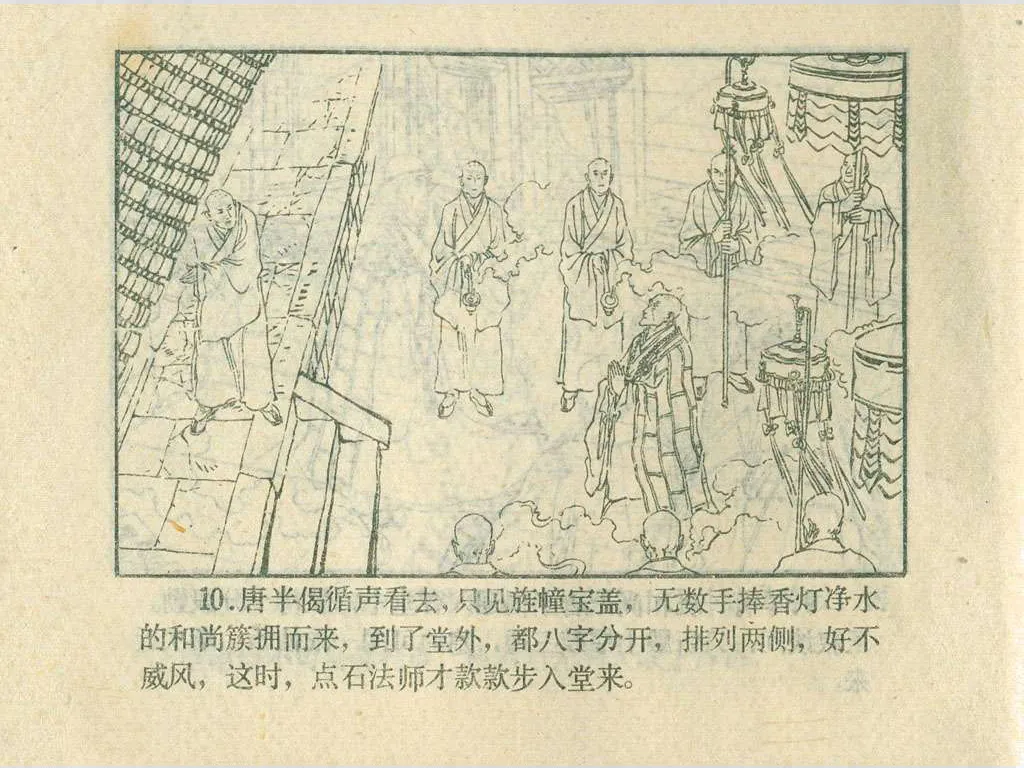 10.唐半偈循声看去,只见旌幢宝盖，无数手捧香灯净水
的和尚簇拥而来，到了堂外，都八字分开，排列两侧，好不
威风，这时，点石法师才款款步入堂来。